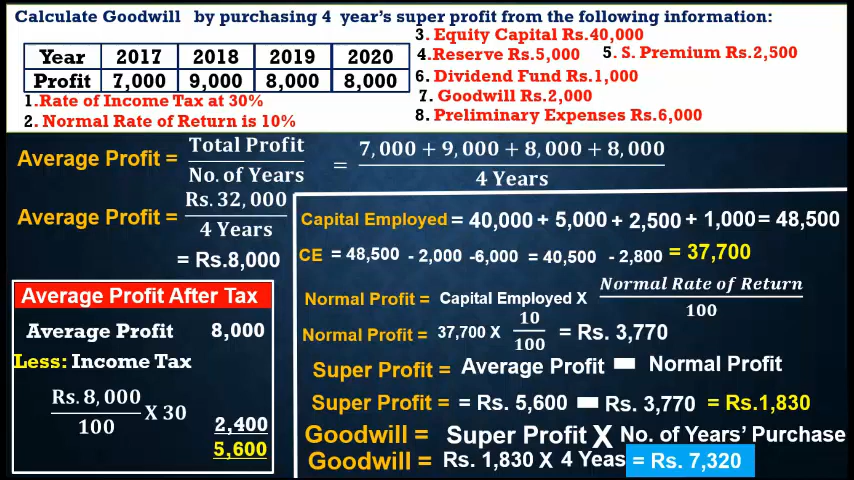 Calculate Goodwill by purchasing 4 year's super profit from the following information:
Year 2017 2018 2019 2020
Profit 7,000 9,000 8,000 8,000
1.Rate of Income Tax at 30%
2. Normal Rate of Return is 10%
3. Equity Capital Rs.40,000
4.Reserve Rs.5,000 5. S. Premium Rs.2,500
6. Dividend Fund Rs.1,000
7. Goodwill Rs.2,000
8. Preliminary Expenses Rs.6,000
Average Profit = Total Profit / No. of Years = 7,000 + 9,000 + 8,000 + 8,000 / 4 Years
Average Profit = Rs. 32,000 / 4 Years
= Rs.8,000
Average Profit After Tax
Average Profit 8,000
Less: Income Tax
Rs. 8,000 / 100 X 30 2,400
5,600
Capital Employed = 40,000 + 5,000 + 2,500 + 1,000 = 48,500
CE = 48,500 - 2,000 -6,000 = 40,500 - 2,800 = 37,700
Normal Profit = Capital Employed X Normal Rate of Return / 100
Normal Profit = 37,700 X 10 / 100 = Rs. 3,770
Super Profit = Average Profit - Normal Profit
Super Profit = = Rs. 5,600 - Rs. 3,770 = Rs.1,830
Goodwill = Super Profit X No. of Years' Purchase
Goodwill = Rs. 1,830 X 4 Yeas = Rs. 7,320